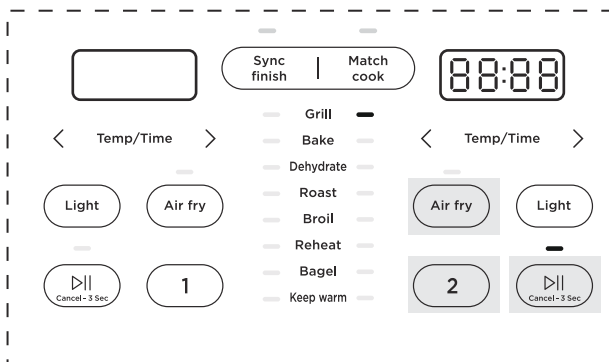 Sync
finish
Match
cook
88:88
Grill
Temp/Time
Bake
Temp/Time
Dehydrate
Roast
Light
Air fry
Air fry
Light
Broil
Reheat
Bagel
Cancel-3 Sec
1
Keep warm
2
Cancel-3 Sec